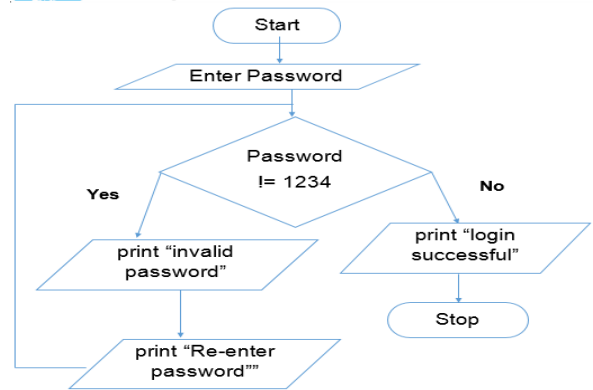 Start
Enter Password
Password
!= 1234
Yes
No
print “invalid
password”
print “login
successful”
Stop
print “Re-enter
password””